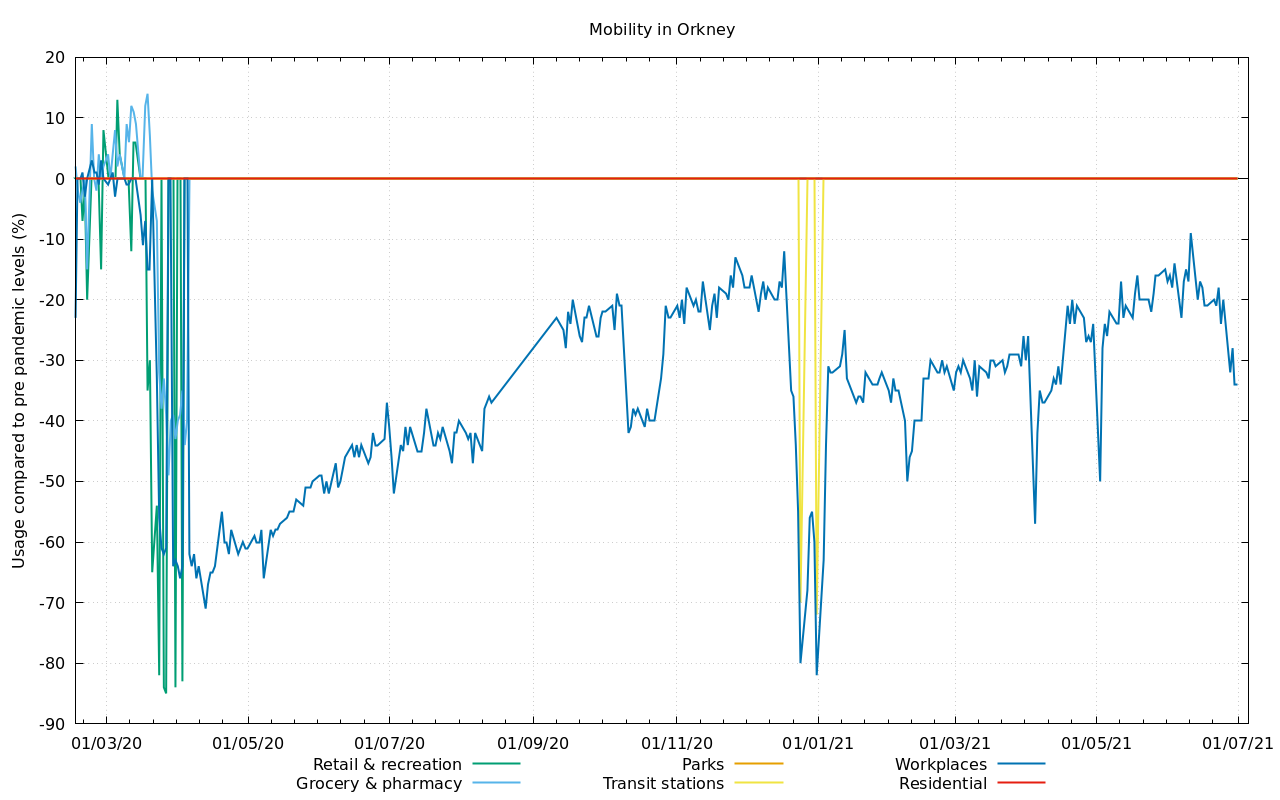 Mobility in Orkney
Usage compared to pre pandemic levels (%)
20
10
0
-10
-20
-30
-40
-50
-60
-70
-80
-90
01/03/20 01/05/20 01/07/20 01/09/20 01/11/20 01/01/21 01/03/21 01/05/21 01/07/21
Retail & recreation Parks Workplaces
Grocery & pharmacy Transit stations Residential